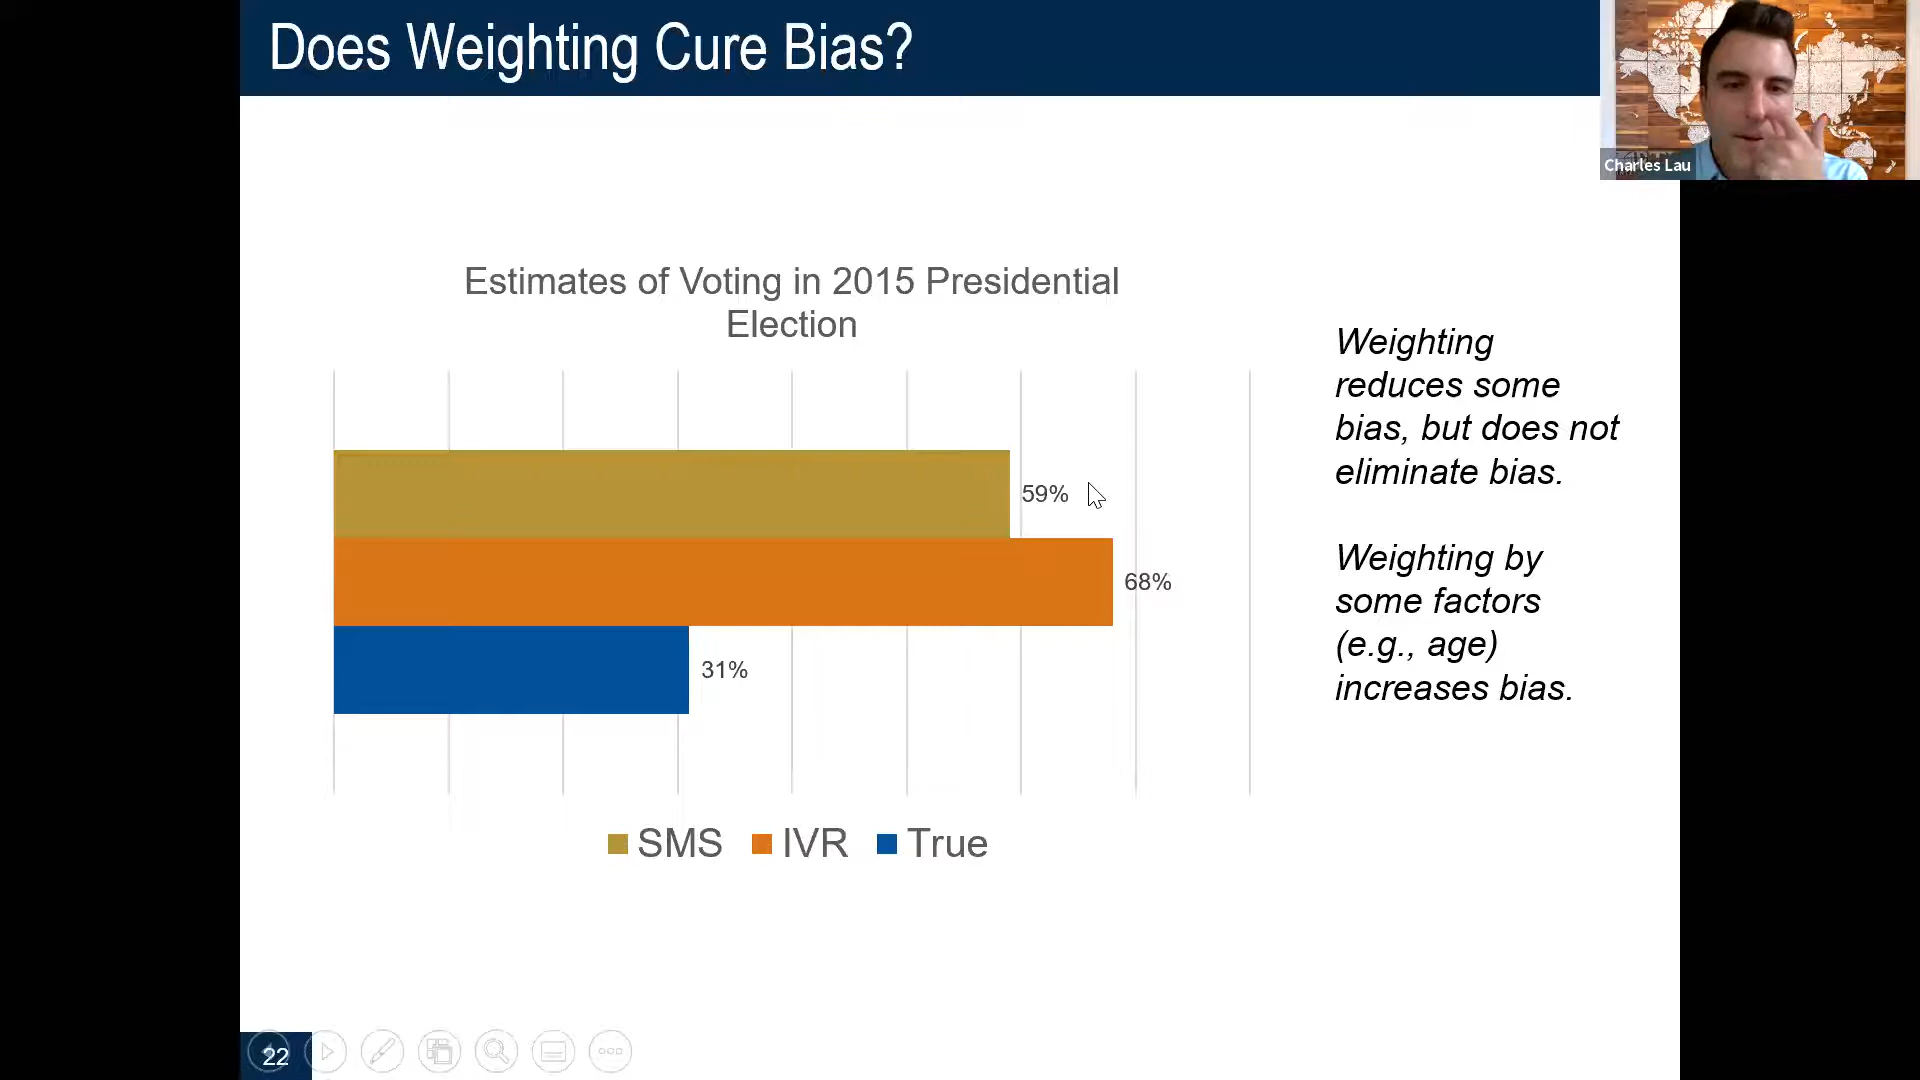 Does Weighting Cure Bias?
Charles Lau
Estimates of Voting in 2015 Presidential
Election
59%
68%
31%
SMS IVR True
Weighting
reduces some
bias, but does not
eliminate bias.
Weighting by
some factors
(e.g., age)
increases bias.
22